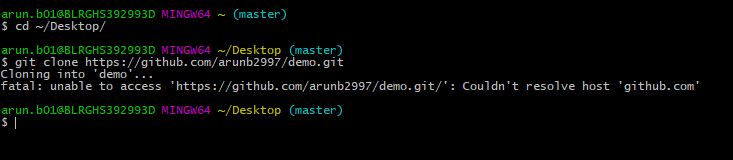 arun.b01@BLRGHS392993D MINGW64 ~ (master)
$ cd ~/Desktop/
arun.b01@BLRGHS392993D MINGW64 ~/Desktop (master)
$ git clone https://github.com/arunb2997/demo.git
Cloning into 'demo'...
fatal: unable to access 'https://github.com/arunb2997/demo.git/': Couldn't resolve host 'github.com'
arun.b01@BLRGHS392993D MINGW64 ~/Desktop (master)
$